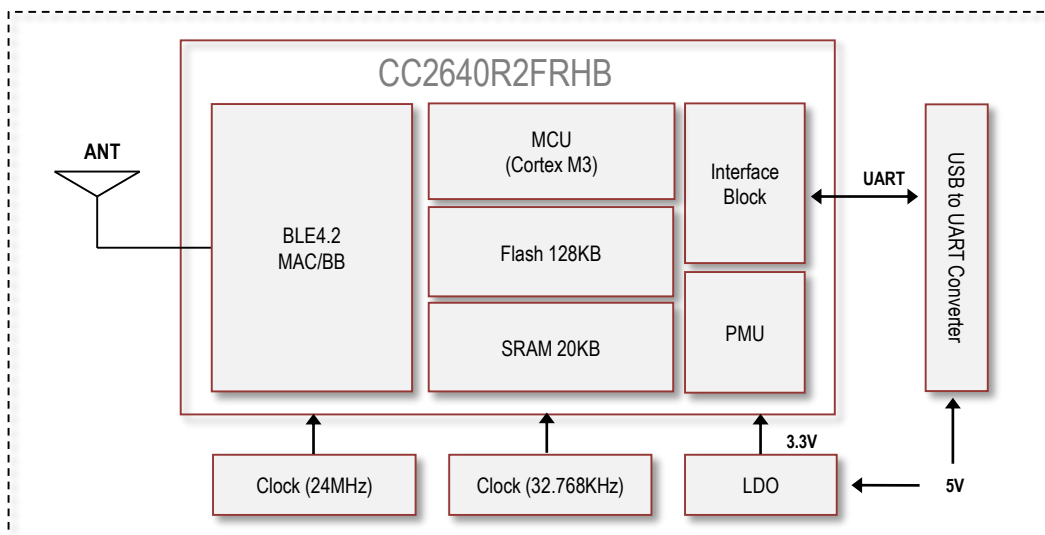 CC2640R2FRHB
ANT
BLE4.2
MAC/BB
MCU
(Cortex M3)
Flash 128KB
SRAM 20KB
Interface
Block
PMU
UART
USB to UART Converter
Clock (24MHz)
Clock (32.768KHz)
3.3V
LDO
5V